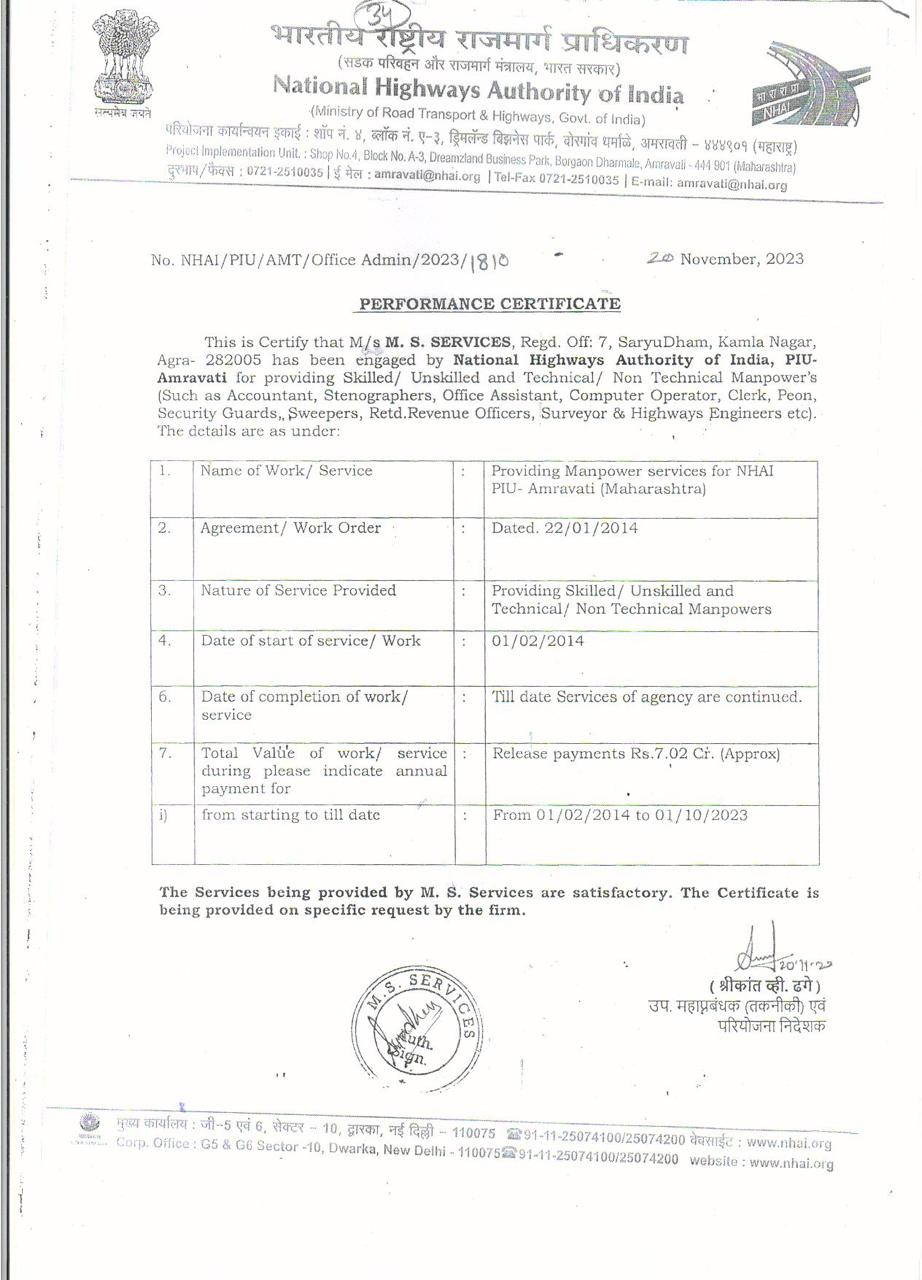 34
भारतीय राष्ट्रीय राजमार्ग प्राधिकरण
(सडक परिवहन और राजमार्ग मंत्रालय, भारत सरकार)
National Highways Authority of India
(Ministry of Road Transport & Highways, Govt. of India)
सत्यमेव जयते
भा रा रा प्रा
NHAI
परियोजना कार्यान्वयन इकाई : शॉप नं. ४, ब्लॉक नं. ए-३, ड्रिमलॅन्ड बिझनेस पार्क, बोरगांव धर्माळे, अमरावती - ४४४९०१ (महाराष्ट्र)
Project Implementation Unit. : Shop No.4, Block No. A-3, Dreamzland Business Park, Borgaon Dharmale, Amravati - 444 901 (Maharashtra)
दुरभाष/फैक्स : 0721-2510035 | ई मेल : amravati@nhai.org | Tel-Fax 0721-2510035 | E-mail: amravati@nhai.org
No. NHAI/PIU/AMT/Office Admin/2023/1810 20 November, 2023
PERFORMANCE CERTIFICATE
This is Certify that M/s M. S. SERVICES, Regd. Off: 7, SaryuDham, Kamla Nagar,
Agra- 282005 has been engaged by National Highways Authority of India, PIU-
Amravati for providing Skilled/ Unskilled and Technical/ Non Technical Manpower's
(Such as Accountant, Stenographers, Office Assistant, Computer Operator, Clerk, Peon,
Security Guards,, Sweepers, Retd.Revenue Officers, Surveyor & Highways Engineers etc).
The details are as under:
1. Name of Work/ Service : Providing Manpower services for NHAI
PIU- Amravati (Maharashtra)
2. Agreement/ Work Order : Dated. 22/01/2014
3. Nature of Service Provided : Providing Skilled/ Unskilled and
Technical/ Non Technical Manpowers
4. Date of start of service/ Work : 01/02/2014
6. Date of completion of work/ : Till date Services of agency are continued.
service
7. Total Value of work/ service : Release payments Rs.7.02 Cr. (Approx)
during please indicate annual
payment for
i) from starting to till date : From 01/02/2014 to 01/10/2023
The Services being provided by M. S. Services are satisfactory. The Certificate is
being provided on specific request by the firm.
(श्रीकांत व्ही. ढगे)
उप. महाप्रबंधक (तकनीकी) एवं
परियोजना निदेशक
M.S. SERVICES
Auth.
Sign.
मुख्य कार्यालय : जी-5 एवं 6, सेक्टर - 10, द्वारका, नई दिल्ली - 110075 ☎91-11-25074100/25074200 वेबसाईट : www.nhai.org
Corp. Office : G5 & G6 Sector -10, Dwarka, New Delhi - 110075☎91-11-25074100/25074200 website : www.nhai.org